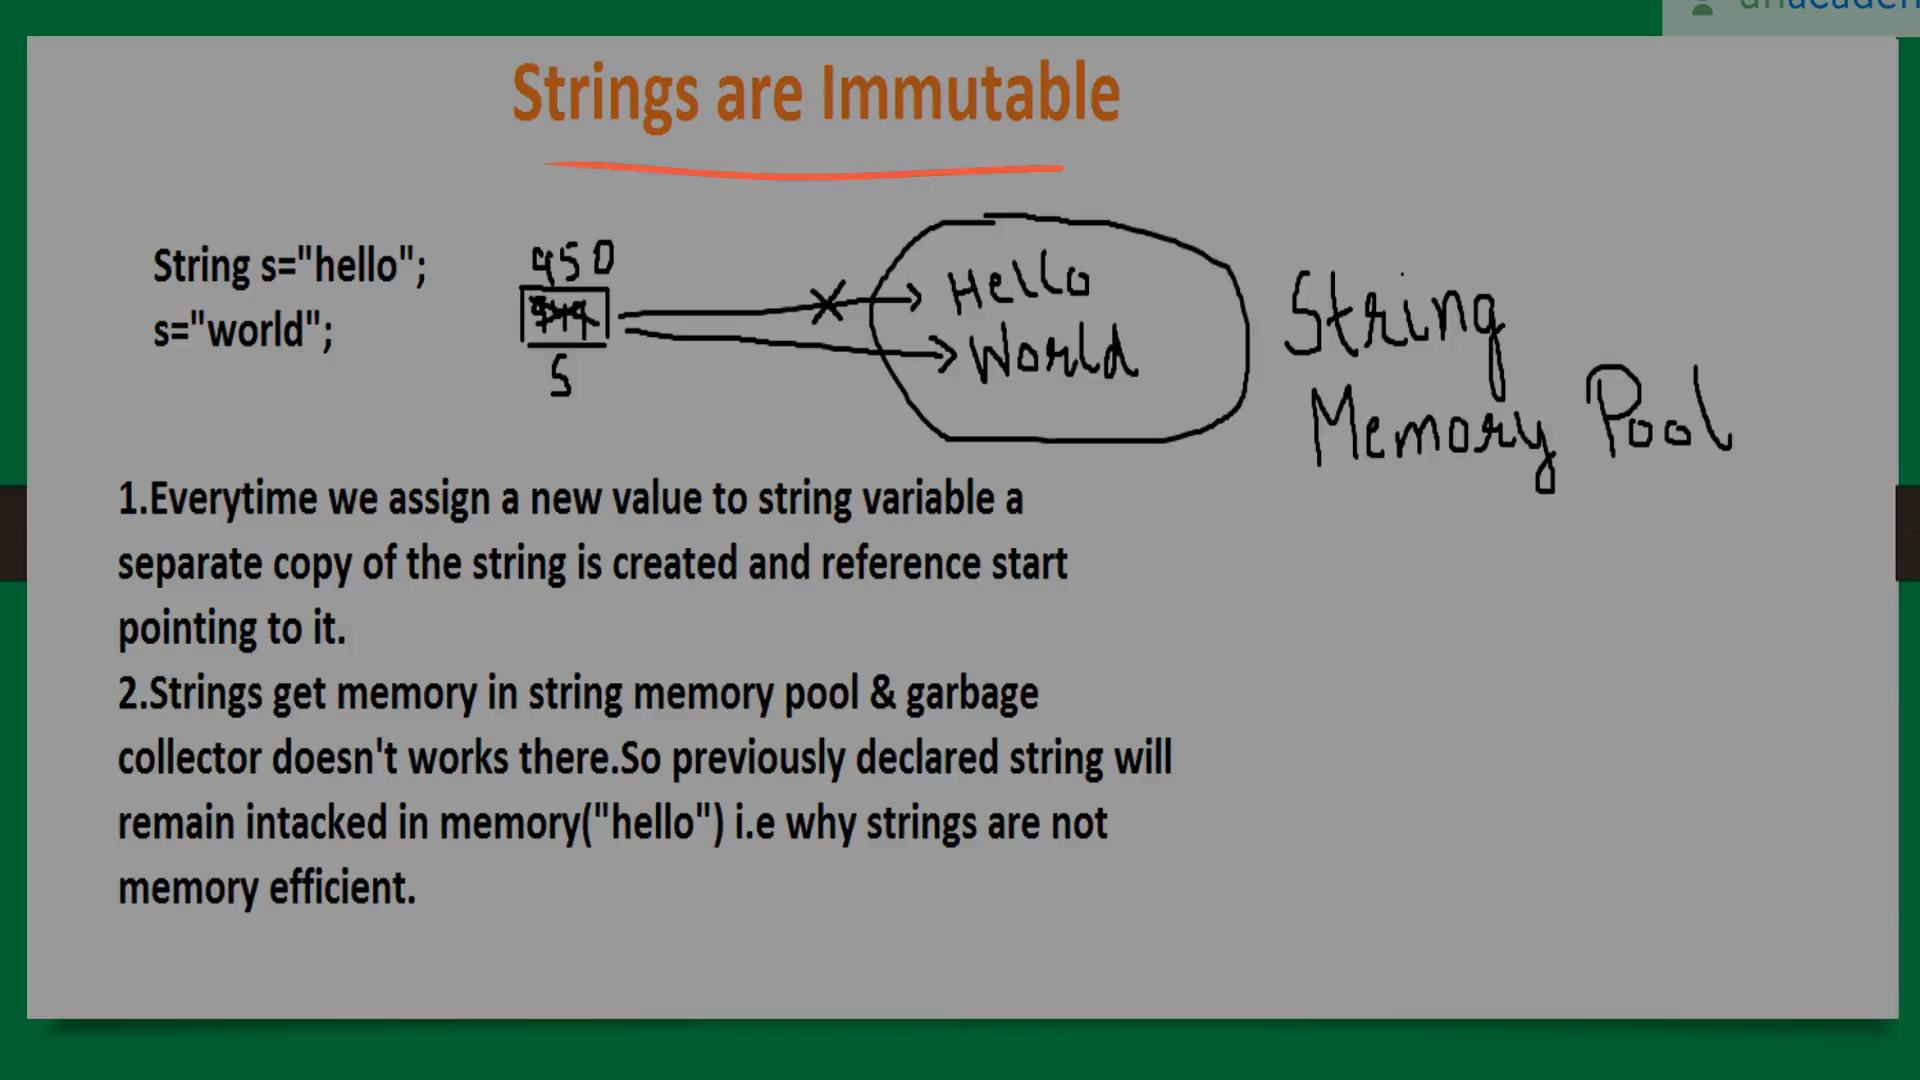 Strings are Immutable
String s="hello";
s="world";
450
s
Hello
World
String
Memory Pool
1.Everytime we assign a new value to string variable a
separate copy of the string is created and reference start
pointing to it.
2.Strings get memory in string memory pool & garbage
collector doesn't works there.So previously declared string will
remain intacked in memory("hello") i.e why strings are not
memory efficient.